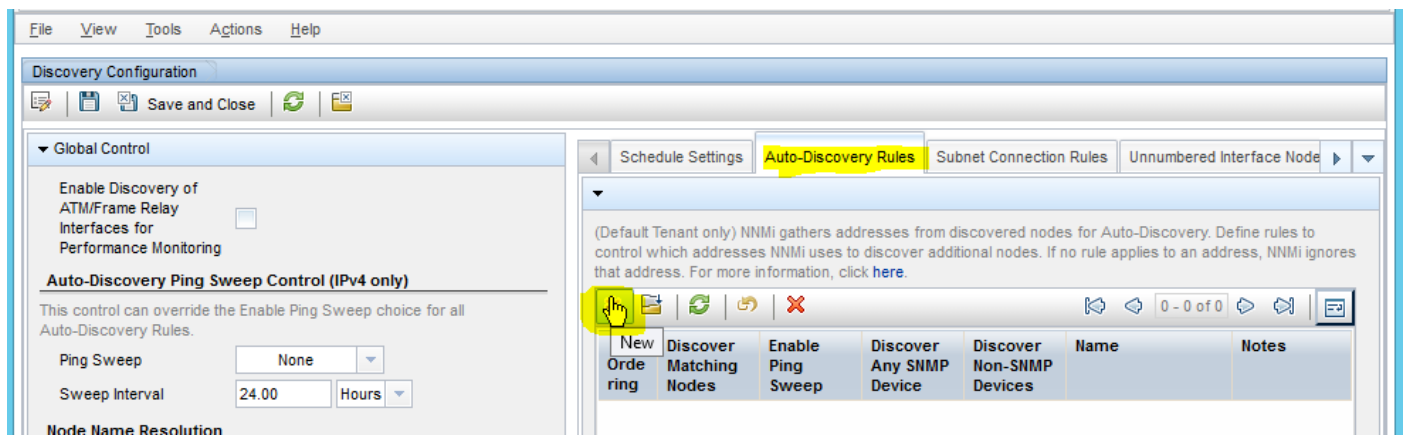 File View Tools Actions Help
Discovery Configuration
Save and Close
Global Control
Enable Discovery of
ATM/Frame Relay
Interfaces for
Performance Monitoring
Auto-Discovery Ping Sweep Control (IPv4 only)
This control can override the Enable Ping Sweep choice for all
Auto-Discovery Rules.
Ping Sweep None
Sweep Interval 24.00 Hours
Node Name Resolution
Schedule Settings Auto-Discovery Rules Subnet Connection Rules Unnumbered Interface Node
(Default Tenant only) NNMi gathers addresses from discovered nodes for Auto-Discovery. Define rules to
control which addresses NNMi uses to discover additional nodes. If no rule applies to an address, NNMi ignores
that address. For more information, click here.
0 - 0 of 0
New
Orde
ring
Discover
Matching
Nodes
Enable
Ping
Sweep
Discover
Any SNMP
Device
Discover
Non-SNMP
Devices
Name
Notes